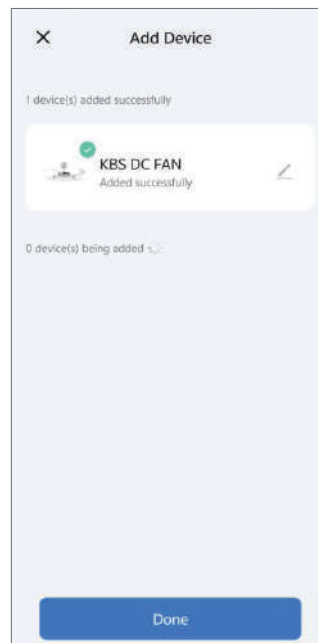 Add Device
1 device(s) added successfully
KBS DC FAN
Added successfully
0 device(s) being added
Done